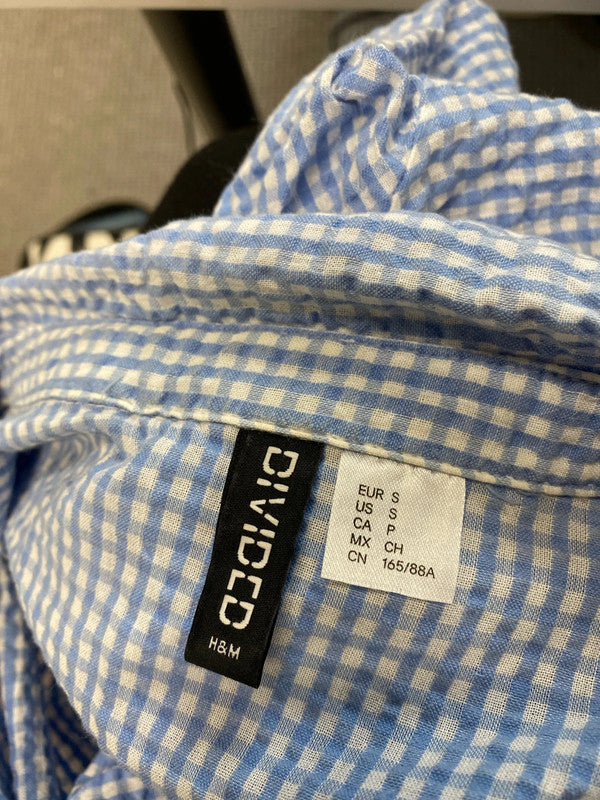 DIVIDED
H&M
EUR S
US S
CA P
MX CH
CN 165/88A